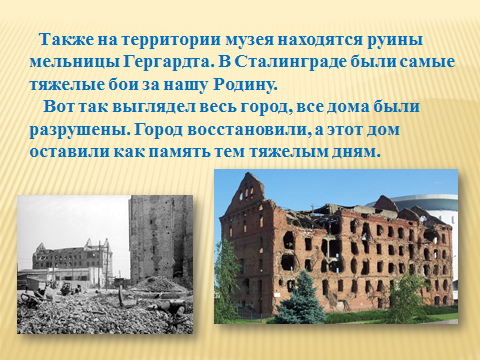 Также на территории музея находятся руины
мельницы Гергардта. В Сталинграде были самые
тяжелые бои за нашу Родину.
Вот так выглядел весь город, все дома были
разрушены. Город восстановили, а этот дом
оставили как память тем тяжелым дням.